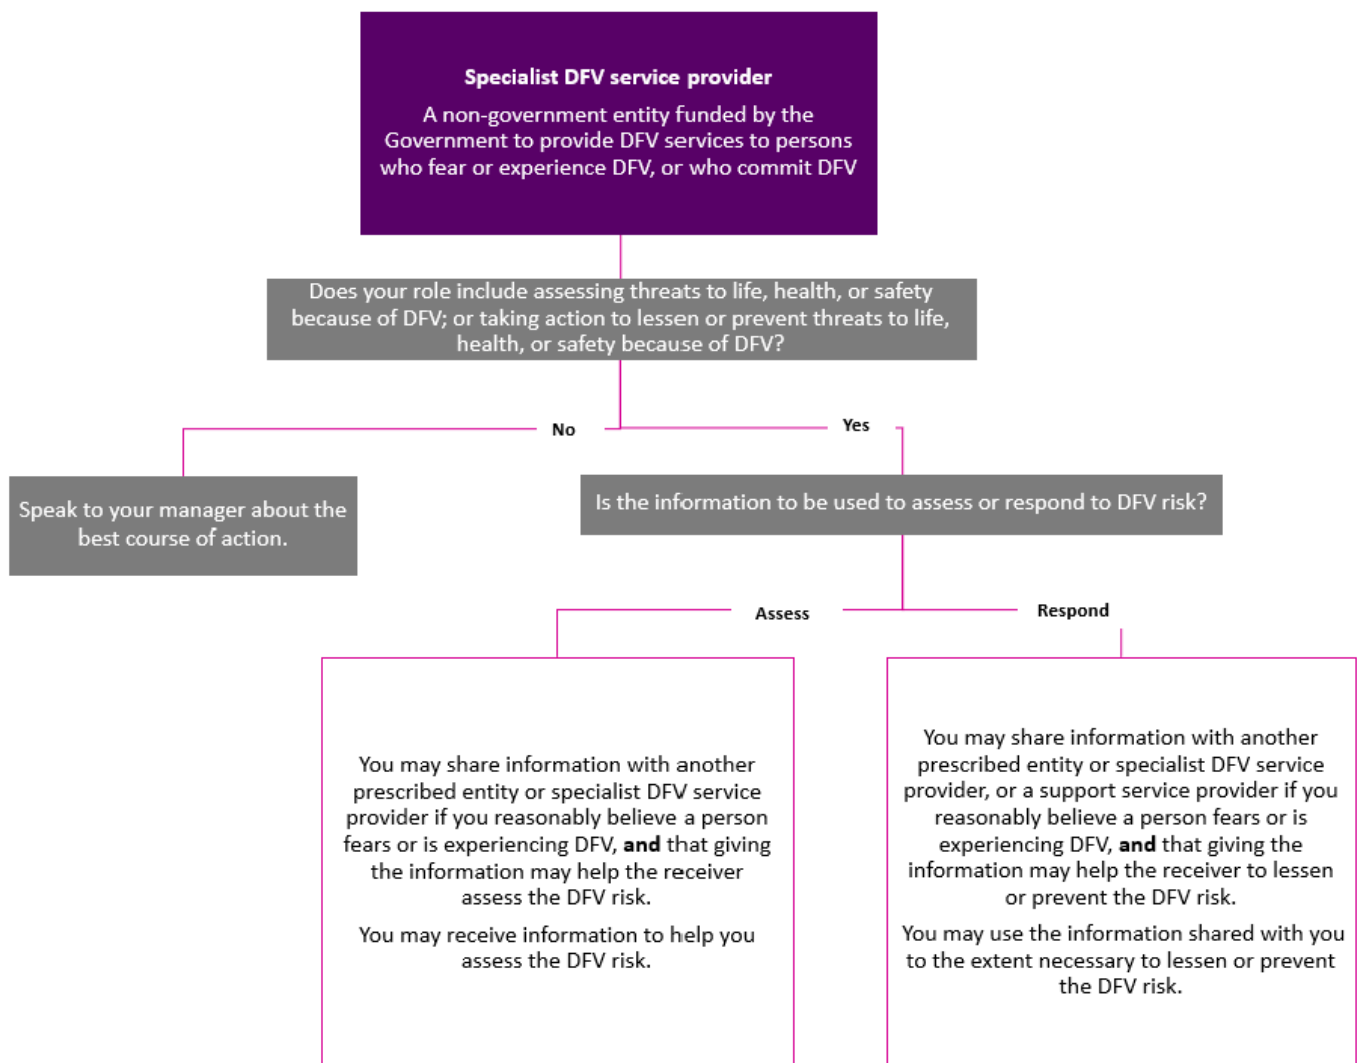 Specialist DFV service provider
A non-government entity funded by the
Government to provide DFV services to persons
who fear or experience DFV, or who commit DFV
Does your role include assessing threats to life, health, or safety
because of DFV; or taking action to lessen or prevent threats to life,
health, or safety because of DFV?
No
Yes
Speak to your manager about the
best course of action.
Is the information to be used to assess or respond to DFV risk?
Assess
Respond
You may share information with another
prescribed entity or specialist DFV service
provider if you reasonably believe a person
fears or is experiencing DFV, and that giving
the information may help the receiver
assess the DFV risk.
You may receive information to help you
assess the DFV risk.
You may share information with another
prescribed entity or specialist DFV service
provider, or a support service provider if you
reasonably believe a person fears or is
experiencing DFV, and that giving the
information may help the receiver to lessen
or prevent the DFV risk.
You may use the information shared with you
to the extent necessary to lessen or prevent
the DFV risk.